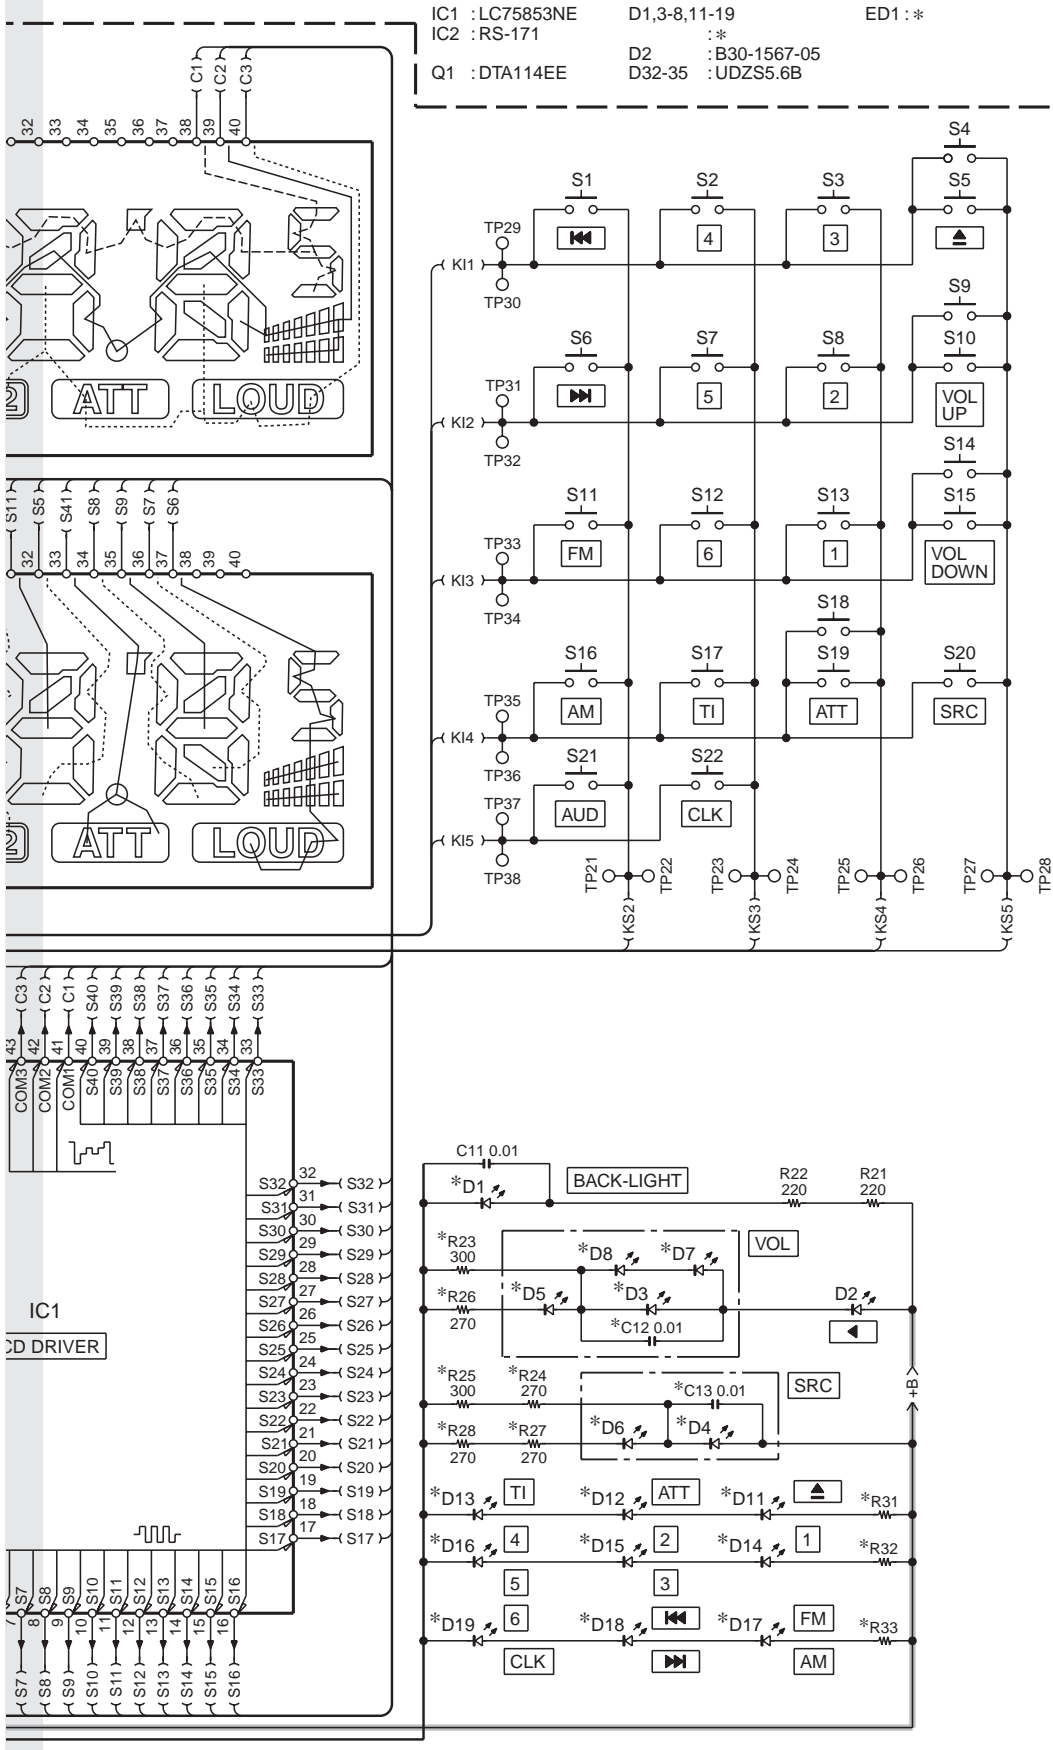 IC1 : LC75853NE D1,3-8,11-19 ED1 : *
IC2 : RS-171 : *
D2 : B30-1567-05
Q1 : DTA114EE D32-35 : UDZS5.6B
C1 C2 C3
32 33 34 35 36 37 38 39 40
2 ATT LOUD
S11 S5 S41 S8 S9 S7 S6
32 33 34 35 36 37 38 39 40
2 ATT LOUD
S4
S1 S2 S3 S5
TP29 4 3
KI1
TP30
S9
S6 S7 S8 S10
TP31 5 2 VOL
UP
KI2
TP32
S14
S11 S12 S13 S15
TP33 FM 6 1 VOL
DOWN
KI3
TP34
S18
S16 S17 S19 S20
TP35 AM TI ATT SRC
KI4
TP36
S21 S22
TP37 AUD CLK
KI5
TP38
TP21 TP22 TP23 TP24 TP25 TP26 TP27 TP28
KS2 KS3 KS4 KS5
C3 C2 C1 S40 S39 S38 S37 S36 S35 S34 S33
43 42 41 40 39 38 37 36 35 34 33
COM3 COM2 COM1 S40 S39 S38 S37 S36 S35 S34 S33
S32 32 S32
S31 31 S31
S30 30 S30
S29 29 S29
S28 28 S28
S27 27 S27
S26 26 S26
S25 25 S25
S24 24 S24
S23 23 S23
S22 22 S22
S21 21 S21
S20 20 S20
S19 19 S19
S18 18 S18
S17 17 S17
IC1
CD DRIVER
S7 S8 S9 S10 S11 S12 S13 S14 S15 S16
7 8 9 10 11 12 13 14 15 16
S7 S8 S9 S10 S11 S12 S13 S14 S15 S16
C11 0.01
*D1 BACK-LIGHT R22 220 R21 220
*R23 300 *D8 *D7 VOL
*R26 270 *D5 *D3 D2
*C12 0.01
*R25 300 *R24 270 *C13 0.01 SRC
+B
*R28 270 *R27 270 *D6 *D4
*D13 TI *D12 ATT *D11 *R31
*D16 4 *D15 2 *D14 1 *R32
5 3
*D19 6 *D18 *D17 FM *R33
CLK AM